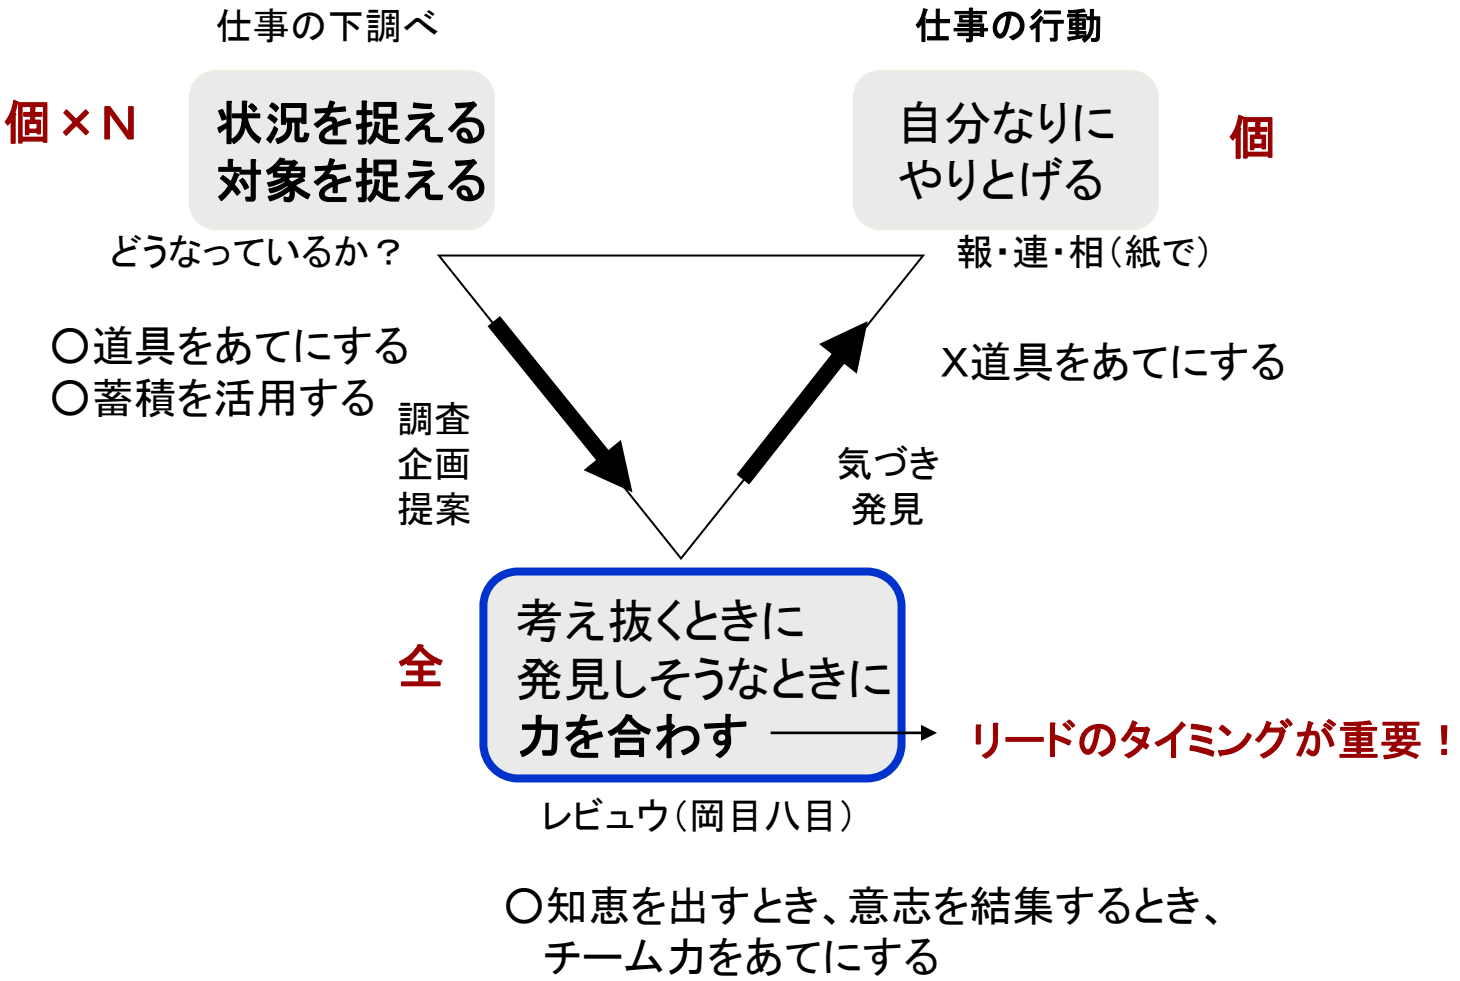 仕事の下調べ
仕事の行動
個×N
状況を捉える
対象を捉える
自分なりに
やりとげる
個
どうなっているか？
報・連・相（紙で）
〇道具をあてにする
〇蓄積を活用する
X道具をあてにする
調査
企画
提案
気づき
発見
全
考え抜くときに
発見しそうなときに
力を合わす
リードのタイミングが重要！
レビュウ（岡目八目）
〇知恵を出すとき、意志を結集するとき、
チーム力をあてにする